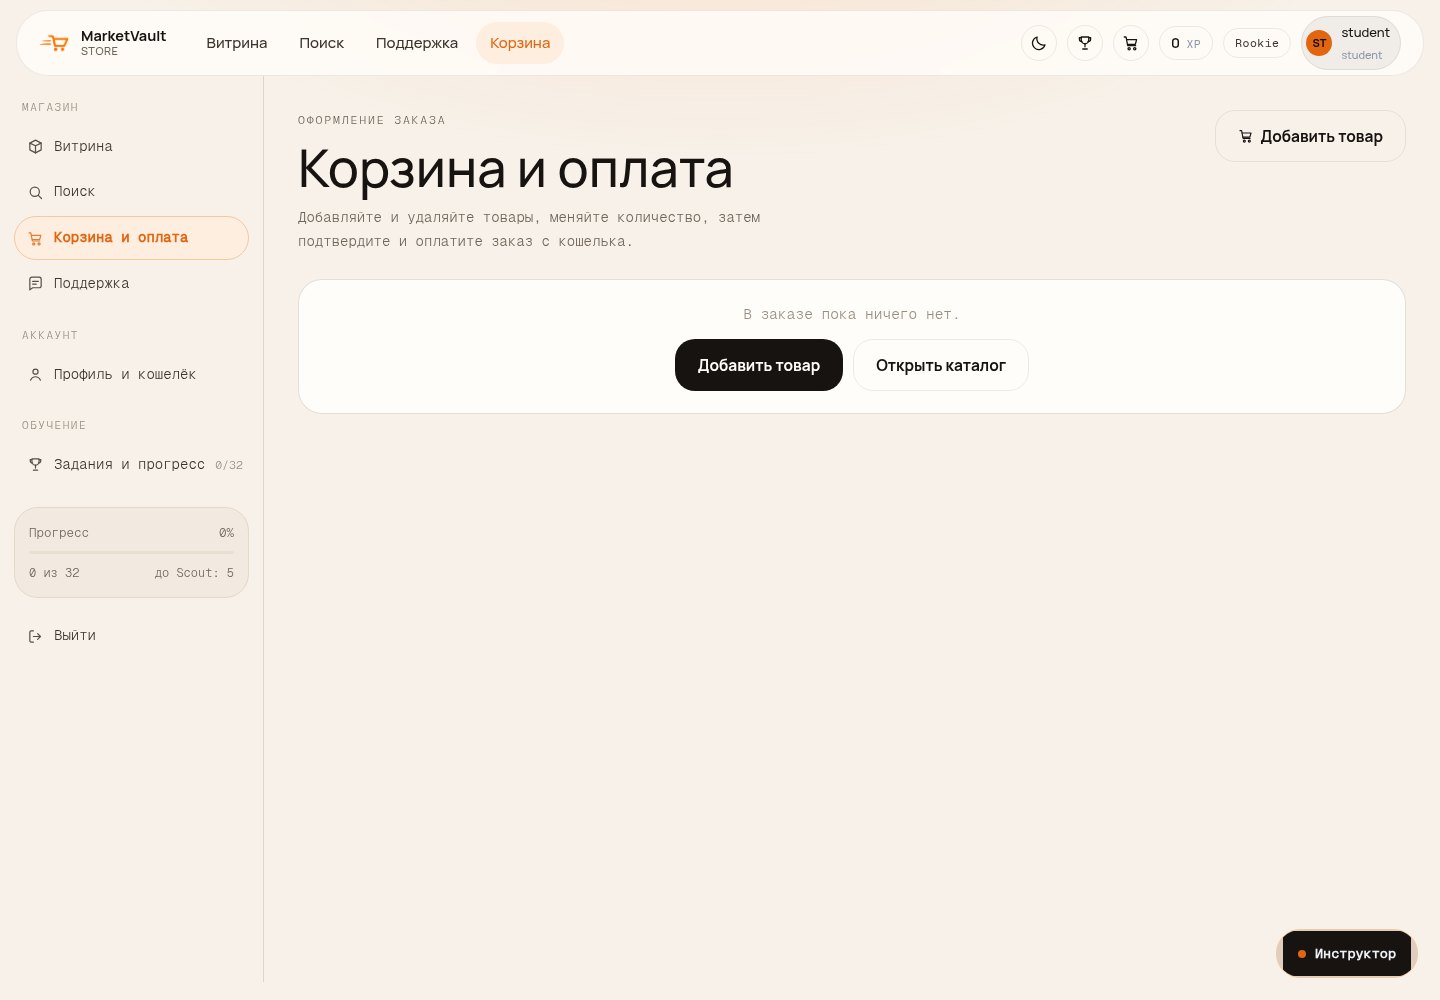 MarketVault
STORE
Витрина
Поиск
Поддержка
Корзина
0 XP
Rookie
ST
student
student
МАГАЗИН
Витрина
Поиск
Корзина и оплата
Поддержка
АККАУНТ
Профиль и кошелёк
ОБУЧЕНИЕ
Задания и прогресс 0/32
Прогресс 0%
0 из 32 до Scout: 5
Выйти
ОФОРМЛЕНИЕ ЗАКАЗА
Корзина и оплата
Добавляйте и удаляйте товары, меняйте количество, затем
подтвердите и оплатите заказ с кошелька.
Добавить товар
В заказе пока ничего нет.
Добавить товар
Открыть каталог
Инструктор